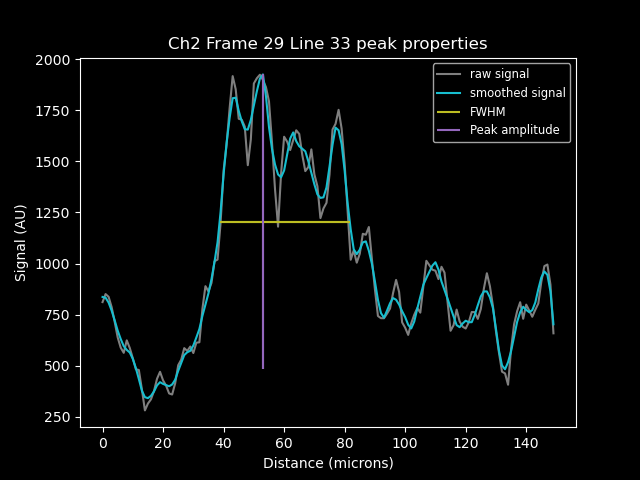 Ch2 Frame 29 Line 33 peak properties
raw signal
smoothed signal
FWHM
Peak amplitude
Signal (AU)
2000
1750
1500
1250
1000
750
500
250
0 20 40 60 80 100 120 140
Distance (microns)